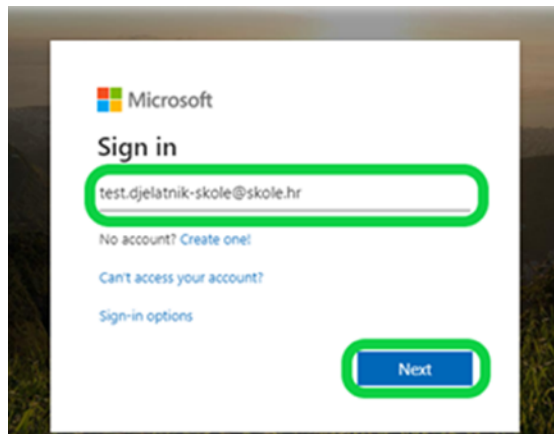 Microsoft
Sign in
test.djelatnik-skole@skole.hr
No account? Create one!
Can't access your account?
Sign-in options
Next